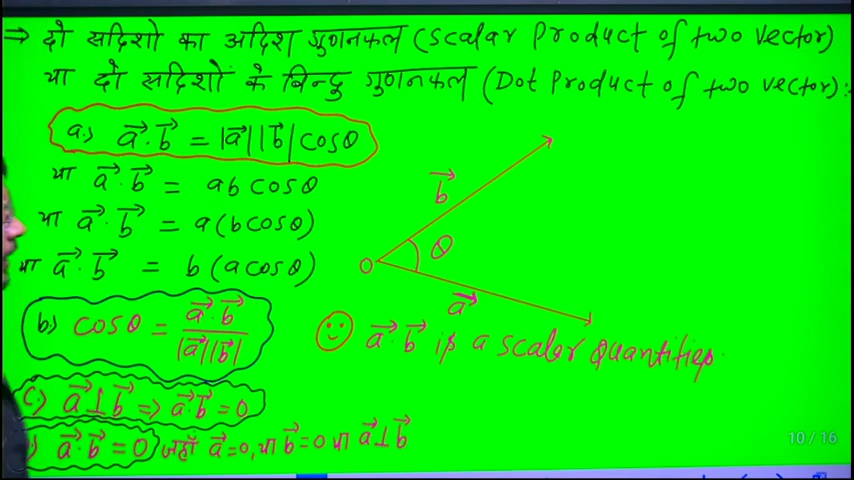 ⇒ दो सदिशो का अदिश गुणनफल (Scalar Product of two vector)
या दो सदिशों के बिन्दु गुणनफल (Dot Product of two vector):-
a.) a⃗·b⃗ = |a⃗||b⃗| cosθ
या a⃗·b⃗ = ab cosθ
या a⃗·b⃗ = a(b cosθ)
या a⃗·b⃗ = b(a cosθ)
b⃗
θ
O
a⃗
b.) cosθ = a⃗·b⃗ / |a⃗||b⃗|
a⃗·b⃗ is a scalar quantities
c.) a⃗ ⊥ b⃗ => a⃗·b⃗ = 0
) a⃗·b⃗ = 0 जहाँ a⃗=0, या b⃗=0 या a⃗⊥b⃗
10 / 16